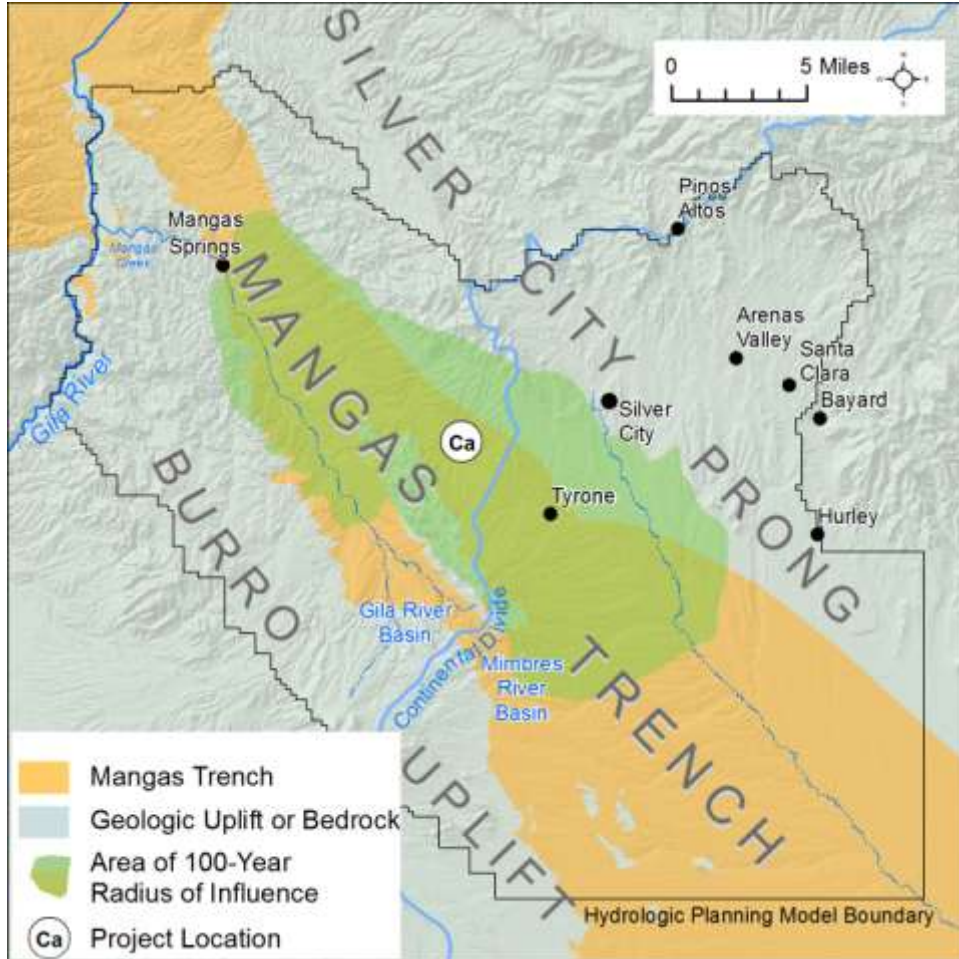 0 5 Miles
N
W E
S
SILVER
CITY
PRONG
Pinos
Altos
Mangas
Springs
Mangas
Creek
MANGAS
TRENCH
Arenas
Valley
Santa
Clara
Bayard
Silver
City
Gila River
Ca
BURRO
UPLIFT
Tyrone
Hurley
Gila River
Basin
Continental Divide
Mimbres
River
Basin
Mangas Trench
Geologic Uplift or Bedrock
Area of 100-Year
Radius of Influence
Ca Project Location
Hydrologic Planning Model Boundary